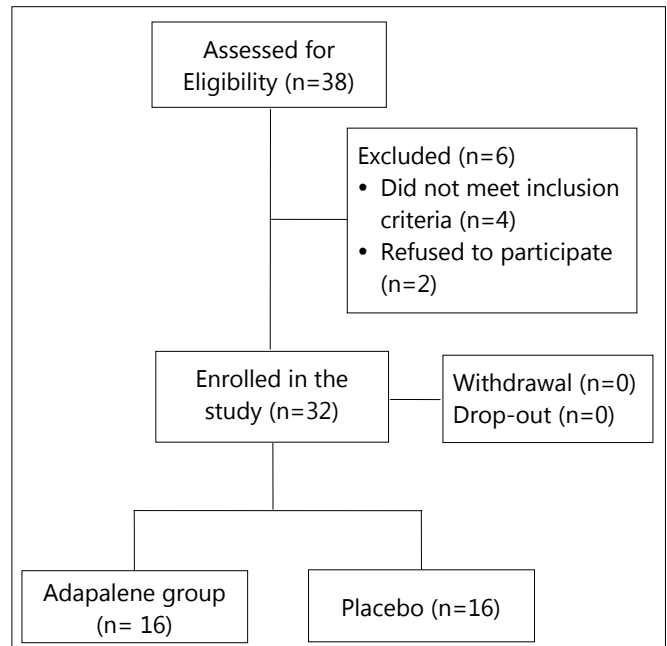 Assessed for
Eligibility (n=38)
Excluded (n=6)
• Did not meet inclusion
criteria (n=4)
• Refused to participate
(n=2)
Enrolled in the
study (n=32)
Withdrawal (n=0)
Drop-out (n=0)
Adapalene group
(n= 16)
Placebo (n=16)